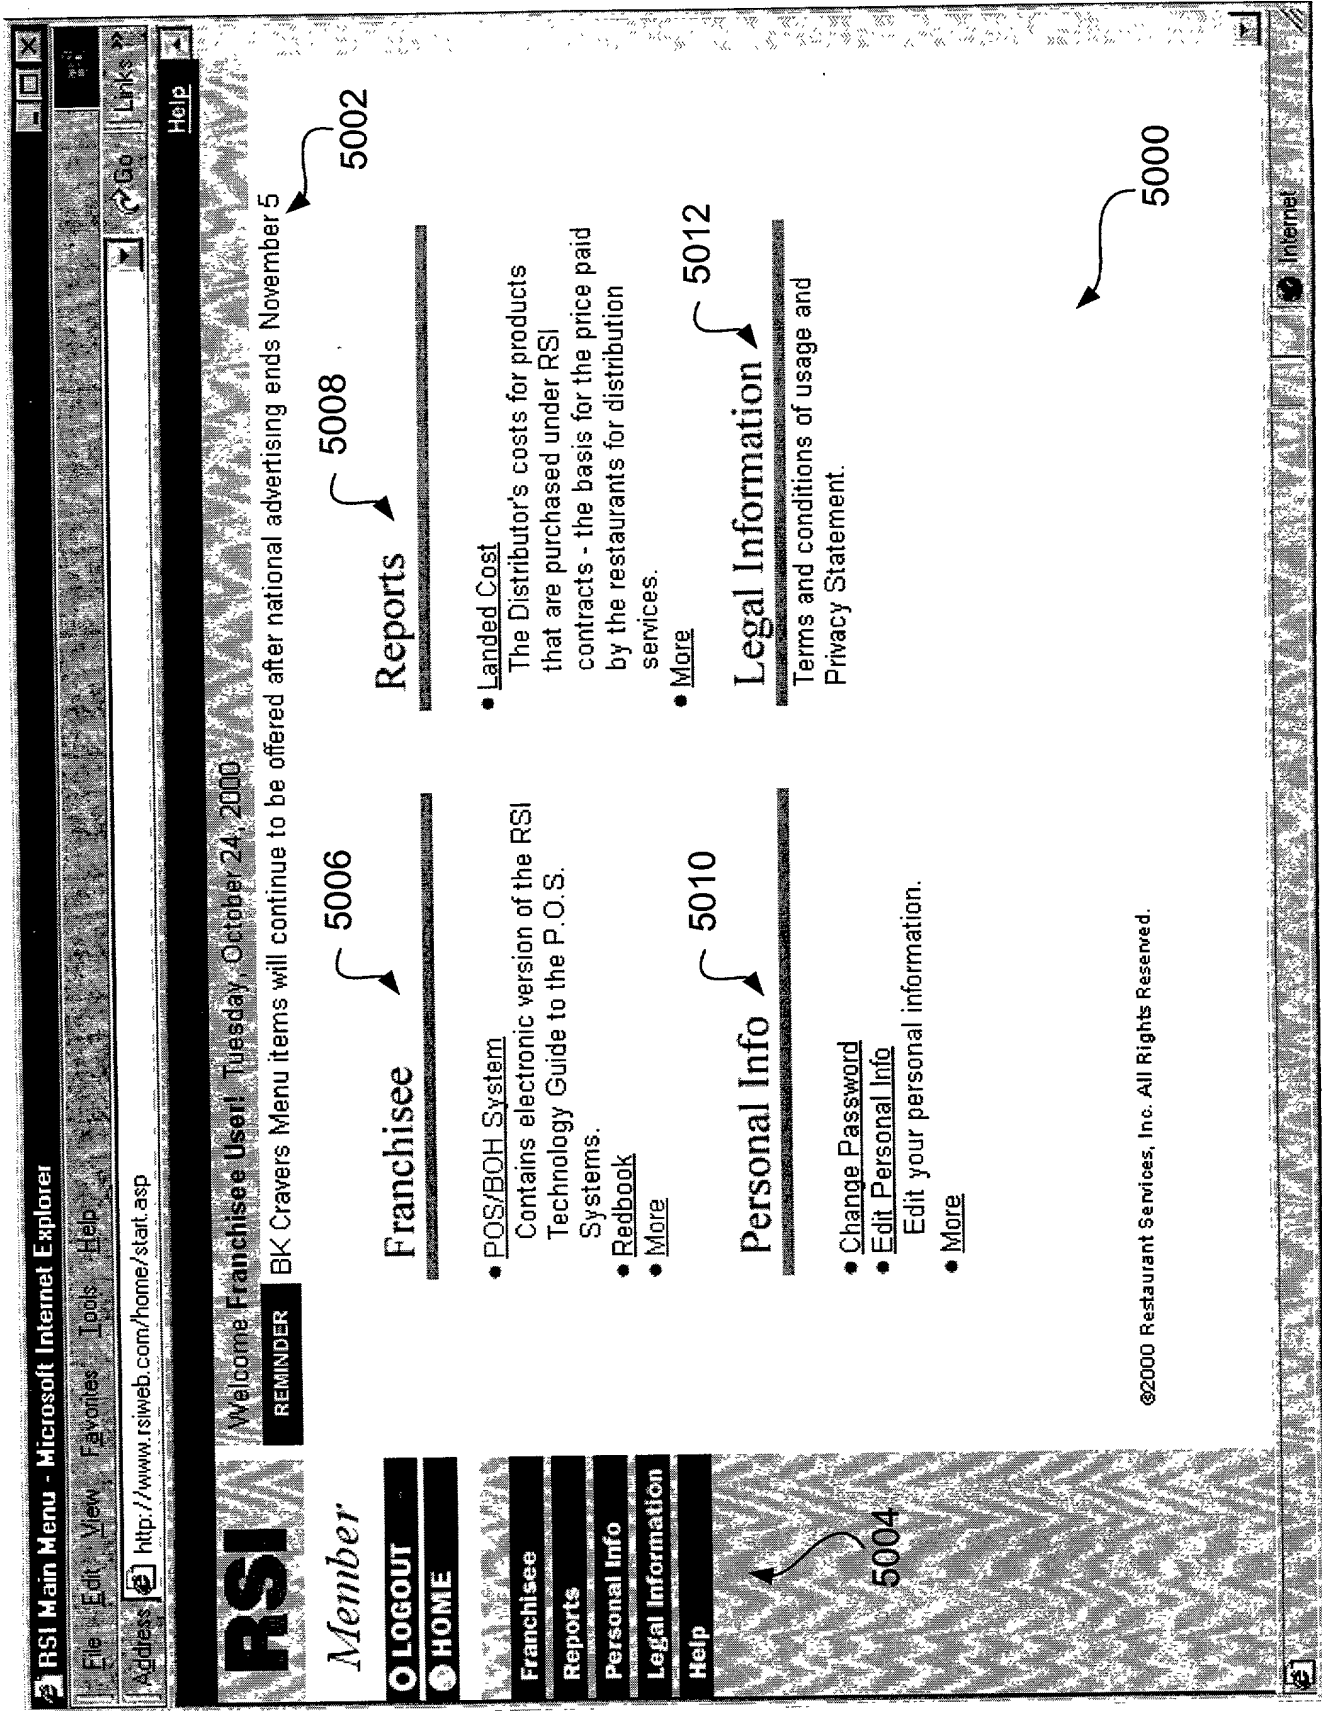 RSI Main Menu - Microsoft Internet Explorer
File Edit View Favorites Tools Help
Address http://www.rsiweb.com/home/start.asp Go Links »
Help
RSI
Welcome Franchisee User! Tuesday, October 24, 2000
REMINDER BK Cravers Menu items will continue to be offered after national advertising ends November 5
5002
Member
LOGOUT
HOME
Franchisee
Reports
Personal Info
Legal Information
Help
5004
5006
Franchisee
• POS/BOH System
Contains electronic version of the RSI
Technology Guide to the P.O.S.
Systems.
• Redbook
• More
5008
Reports
• Landed Cost
The Distributor's costs for products
that are purchased under RSI
contracts - the basis for the price paid
by the restaurants for distribution
services.
• More
5010
Personal Info
• Change Password
• Edit Personal Info
Edit your personal information.
• More
5012
Legal Information
Terms and conditions of usage and
Privacy Statement.
5000
©2000 Restaurant Services, Inc. All Rights Reserved.
Internet